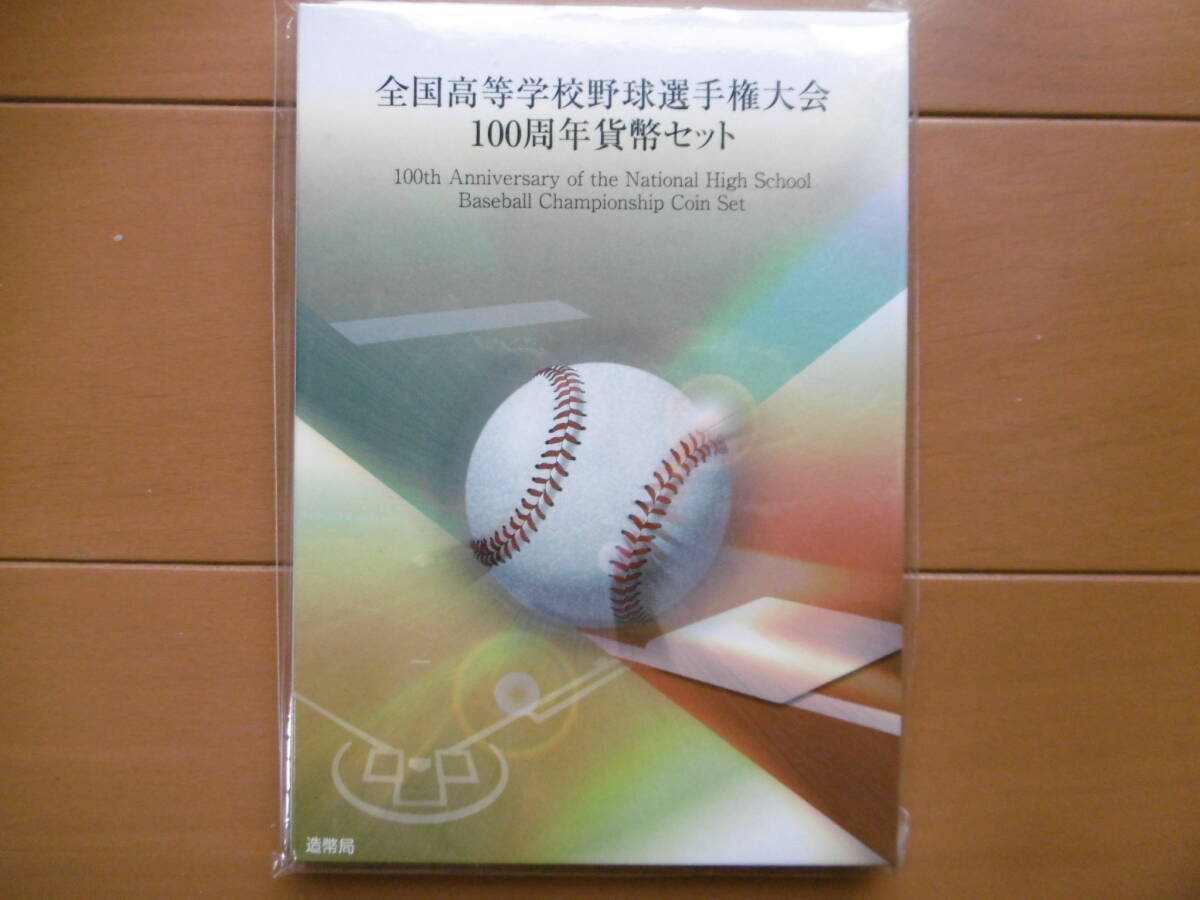 全国高等学校野球選手権大会
100周年貨幣セット
100th Anniversary of the National High School
Baseball Championship Coin Set
造幣局